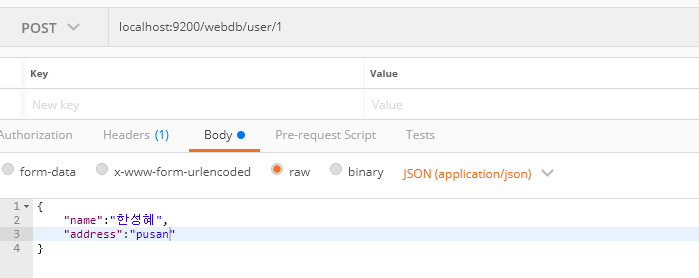 POST localhost:9200/webdb/user/1
Key Value
New key Value
Authorization Headers (1) Body Pre-request Script Tests
form-data x-www-form-urlencoded raw binary JSON (application/json)
1 {
2 "name":"한성혜",
3 "address":"pusan"
4 }